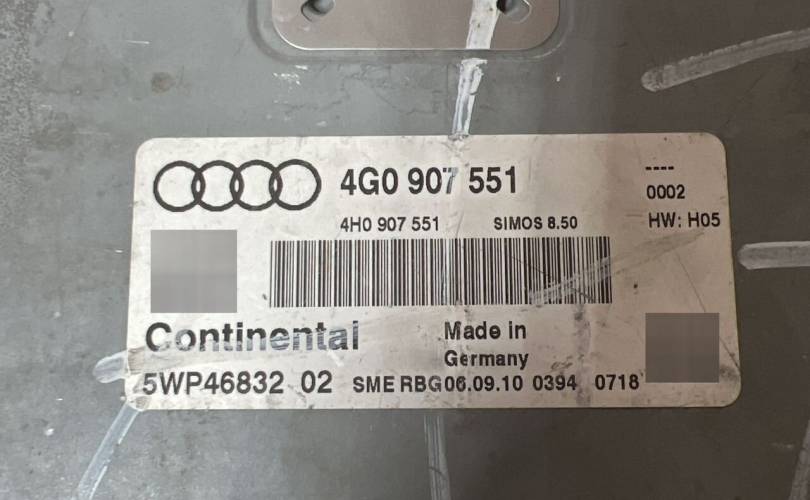 4G0 907 551
----
0002
4H0 907 551 SIMOS 8.50 HW: H05
Continental Made in
Germany
5WP46832 02 SME RBG06.09.10 0394 0718